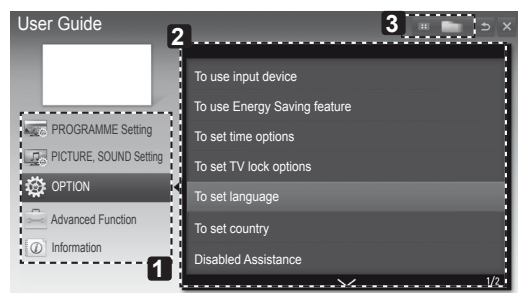 User Guide
3
2
To use input device
To use Energy Saving feature
To set time options
To set TV lock options
To set language
To set country
Disabled Assistance
1/2
PROGRAMME Setting
PICTURE, SOUND Setting
OPTION
Advanced Function
Information
1